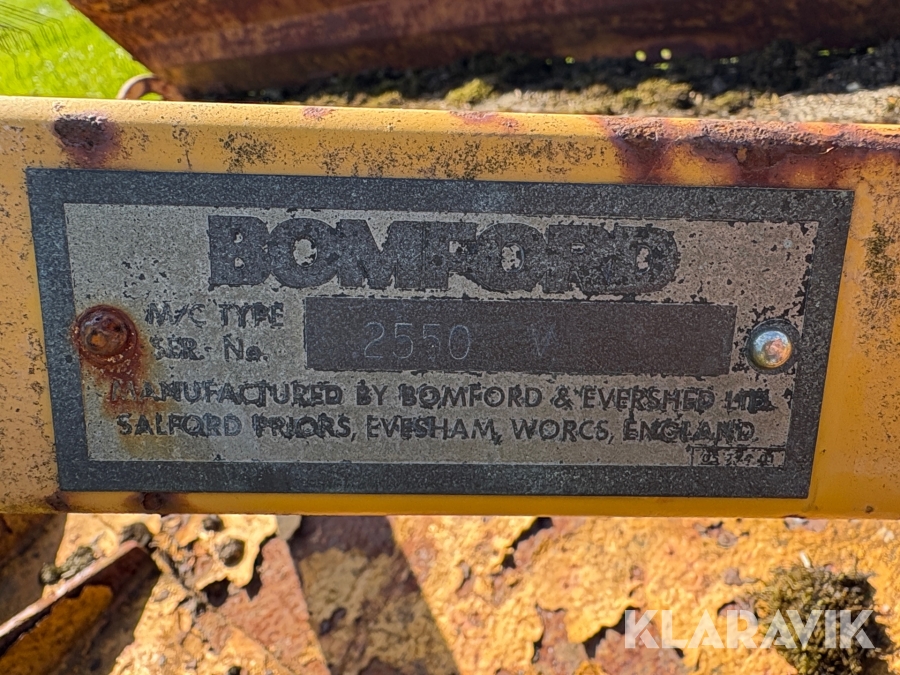 BOMFORD
M/C TYPE
SER. No.
2550 V
MANUFACTURED BY BOMFORD & EVERSHED LTD.
SALFORD PRIORS, EVESHAM, WORCS, ENGLAND.
KLARAVIK